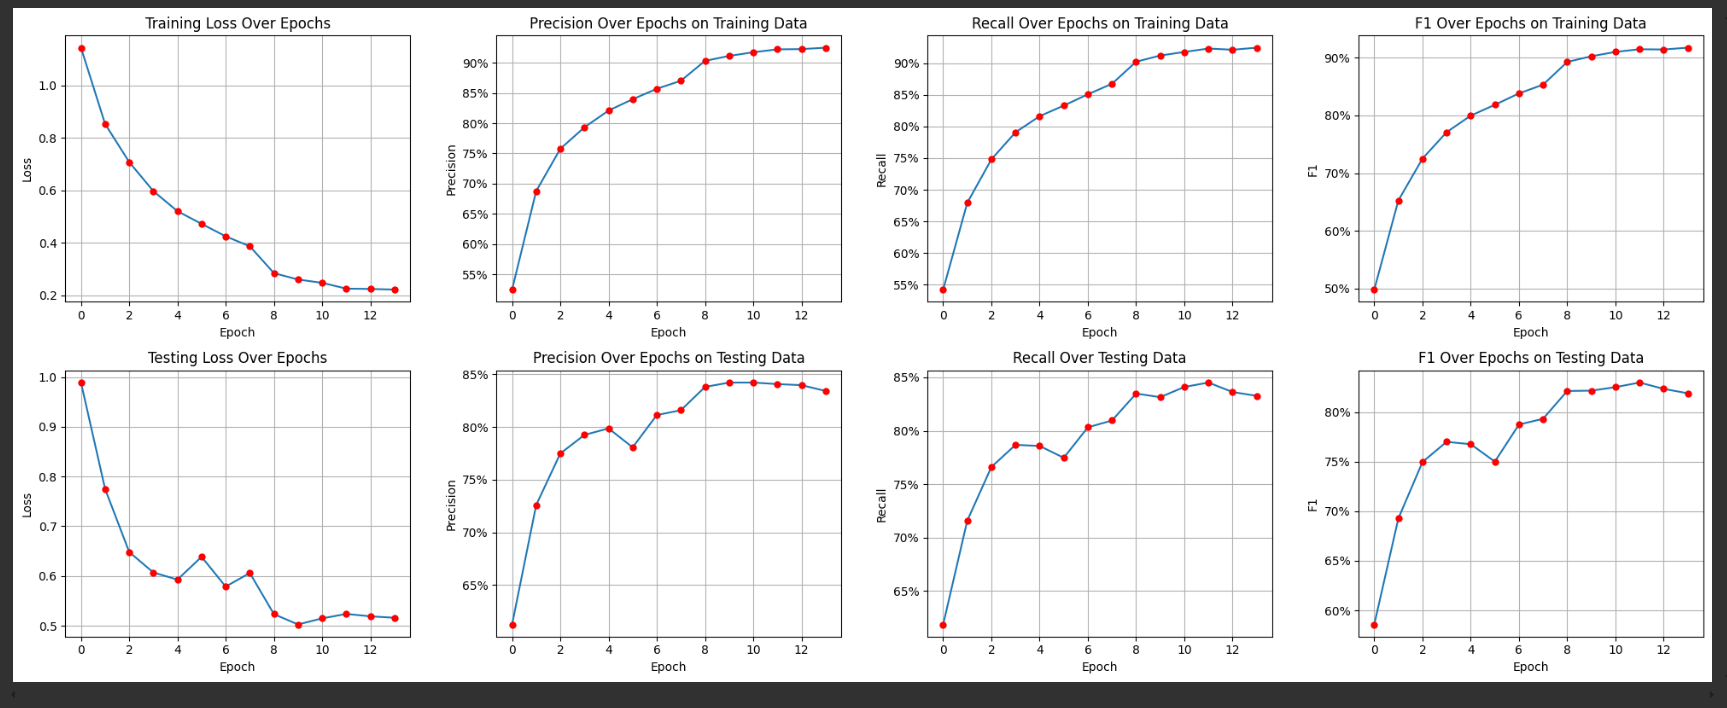 Training Loss Over Epochs
Loss
1.0
0.8
0.6
0.4
0.2
0 2 4 6 8 10 12
Epoch
Precision Over Epochs on Training Data
Precision
90%
85%
80%
75%
70%
65%
60%
55%
0 2 4 6 8 10 12
Epoch
Recall Over Epochs on Training Data
Recall
90%
85%
80%
75%
70%
65%
60%
55%
0 2 4 6 8 10 12
Epoch
F1 Over Epochs on Training Data
F1
90%
80%
70%
60%
50%
0 2 4 6 8 10 12
Epoch
Testing Loss Over Epochs
Loss
1.0
0.9
0.8
0.7
0.6
0.5
0 2 4 6 8 10 12
Epoch
Precision Over Epochs on Testing Data
Precision
85%
80%
75%
70%
65%
0 2 4 6 8 10 12
Epoch
Recall Over Testing Data
Recall
85%
80%
75%
70%
65%
0 2 4 6 8 10 12
Epoch
F1 Over Epochs on Testing Data
F1
80%
75%
70%
65%
60%
0 2 4 6 8 10 12
Epoch